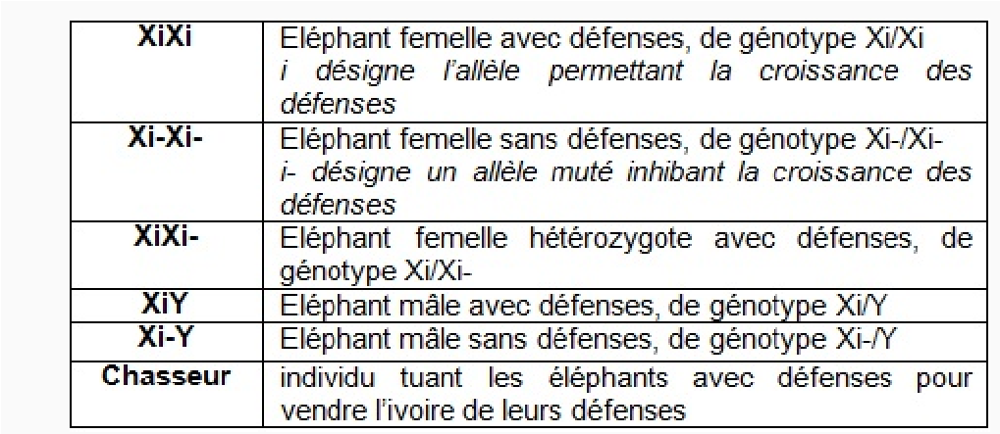 XiXi Eléphant femelle avec défenses, de génotype Xi/Xi
i désigne l'allèle permettant la croissance des
défenses
Xi-Xi- Eléphant femelle sans défenses, de génotype Xi-/Xi-
i- désigne un allèle muté inhibant la croissance des
défenses
XiXi- Eléphant femelle hétérozygote avec défenses, de
génotype Xi/Xi-
XiY Eléphant mâle avec défenses, de génotype Xi/Y
Xi-Y Eléphant mâle sans défenses, de génotype Xi-/Y
Chasseur individu tuant les éléphants avec défenses pour
vendre l'ivoire de leurs défenses